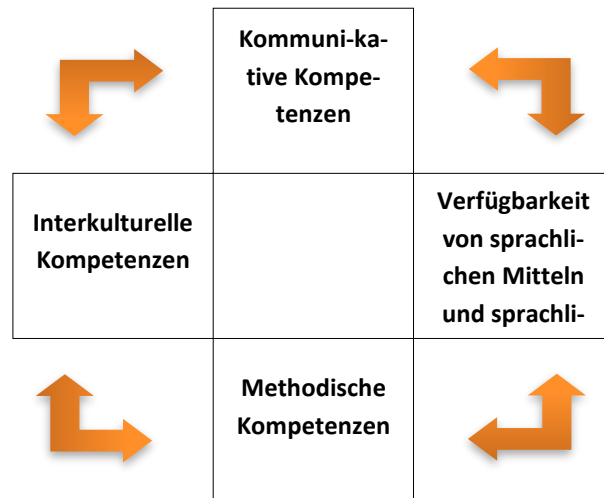 Kommuni-ka-
tive Kompe-
tenzen
Interkulturelle
Kompetenzen
Verfügbarkeit
von sprachli-
chen Mitteln
und sprachli-
Methodische
Kompetenzen